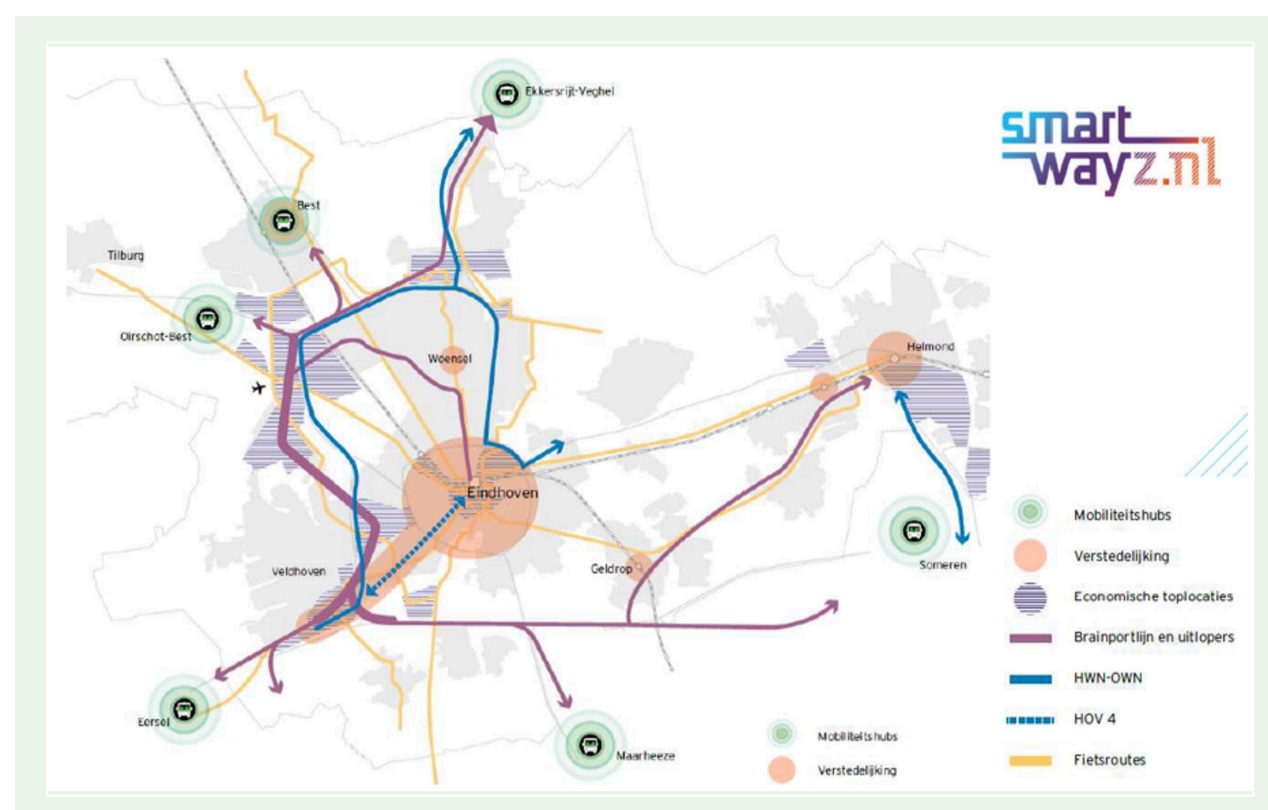 Ekkersrijt-Veghel
smart
wayz.nl
Best
Tilburg
Oirschot-Best
Woensel
Helmond
Eindhoven
Veldhoven
Geldrop
Someren
Eersel
Maarheeze
Mobiliteitshubs
Verstedelijking
Mobiliteitshubs
Verstedelijking
Economische toplocaties
Brainportlijn en uitlopers
HWN-OWN
HOV 4
Fietsroutes